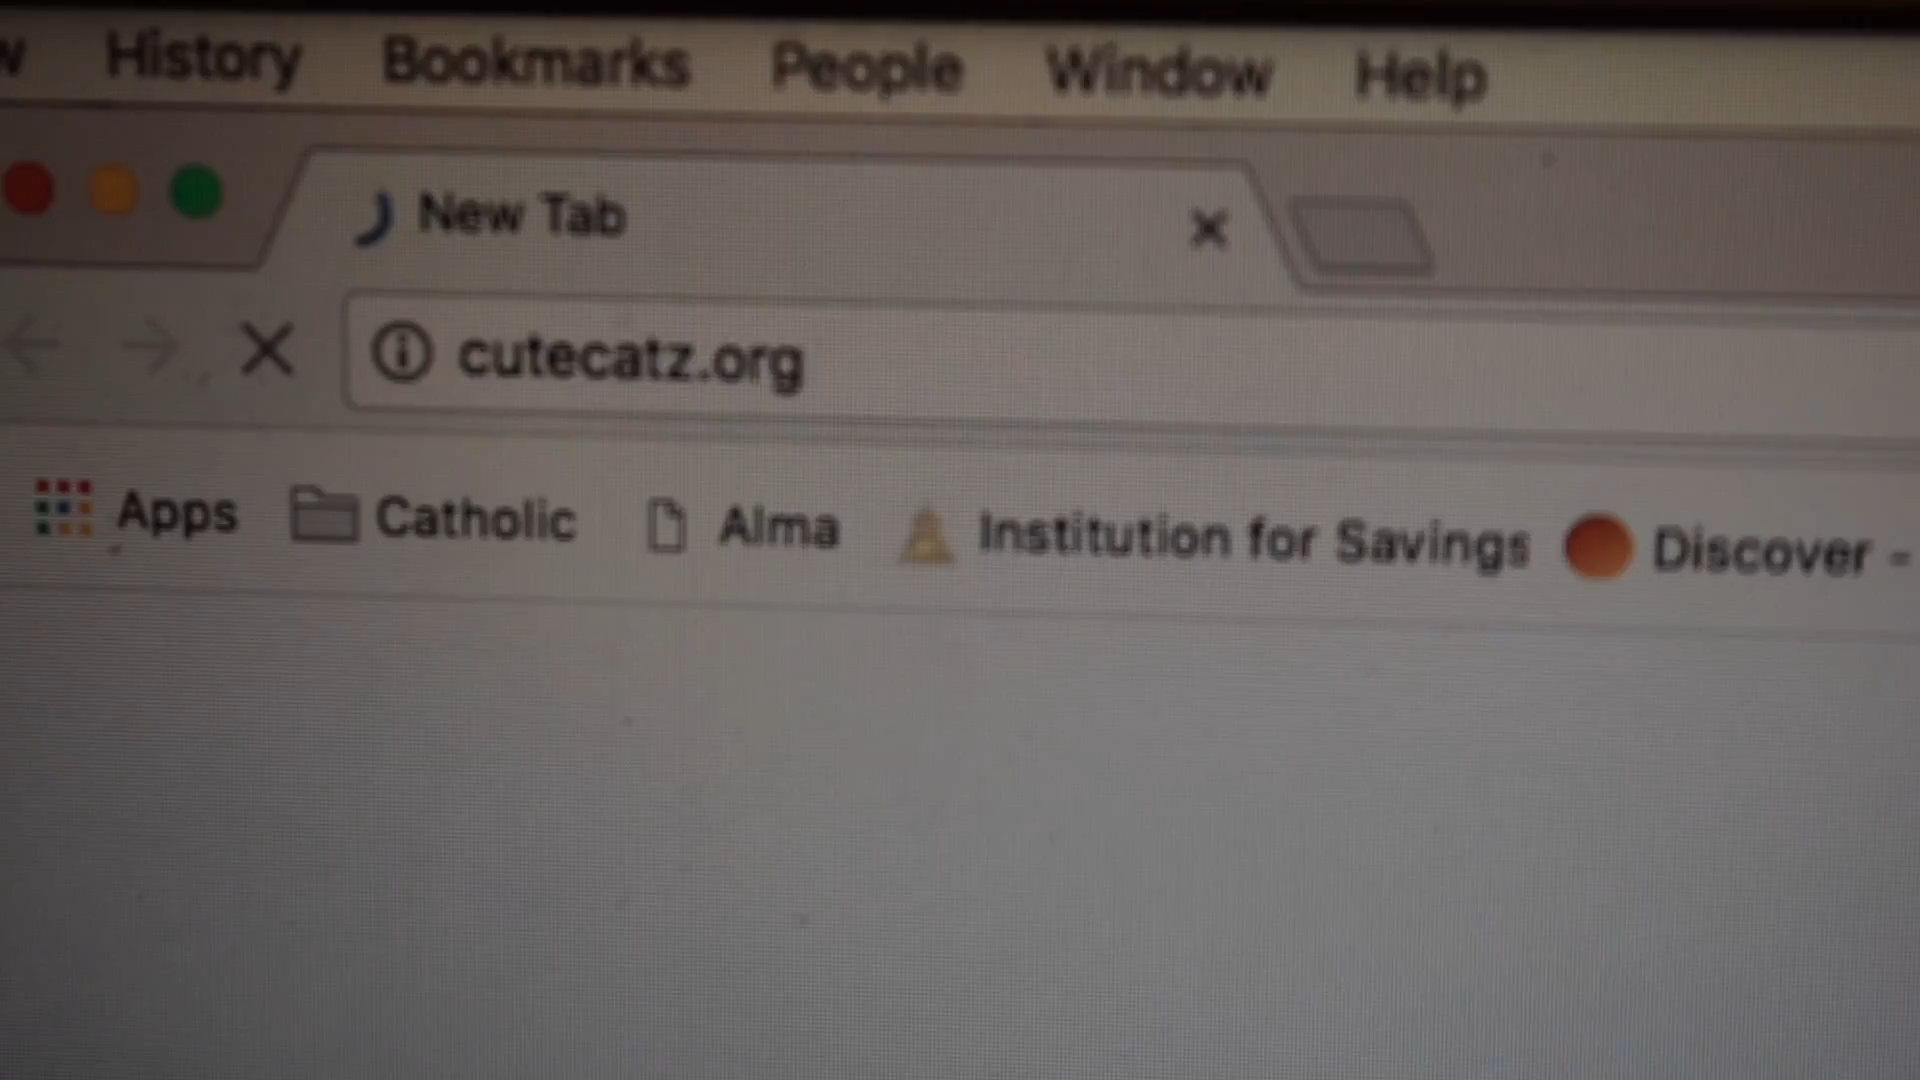 History Bookmarks People Window Help
New Tab
cutecatz.org
Apps Catholic Alma Institution for Savings Discover -